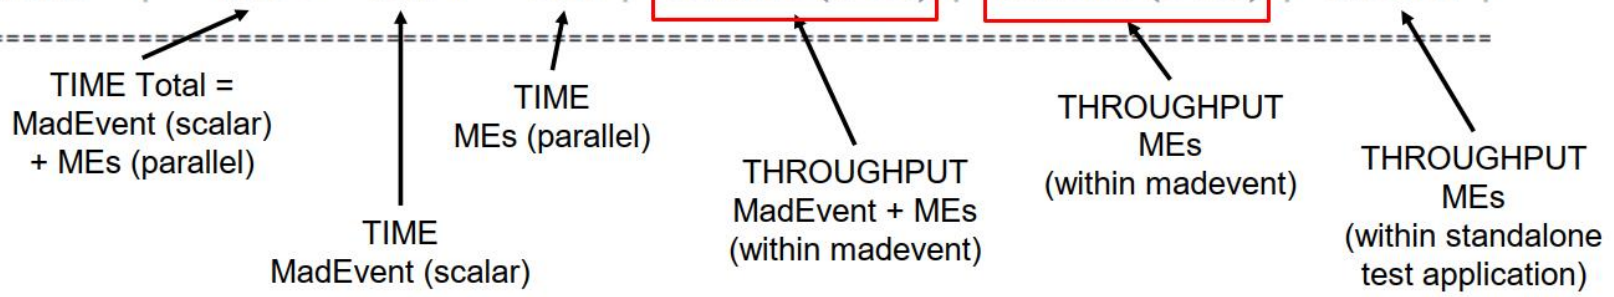 TIME Total =
MadEvent (scalar)
+ MEs (parallel)
TIME
MadEvent (scalar)
TIME
MEs (parallel)
THROUGHPUT
MadEvent + MEs
(within madevent)
THROUGHPUT
MEs
(within madevent)
THROUGHPUT
MEs
(within standalone
test application)